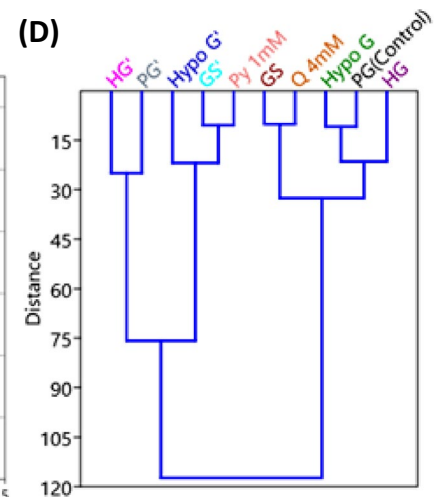 (D)
HG' PG' Hypo G' GS' Py 1mM GS Q 4mM Hypo G PG(Control) HG
15
30
45
60
75
90
105
120
Distance
s